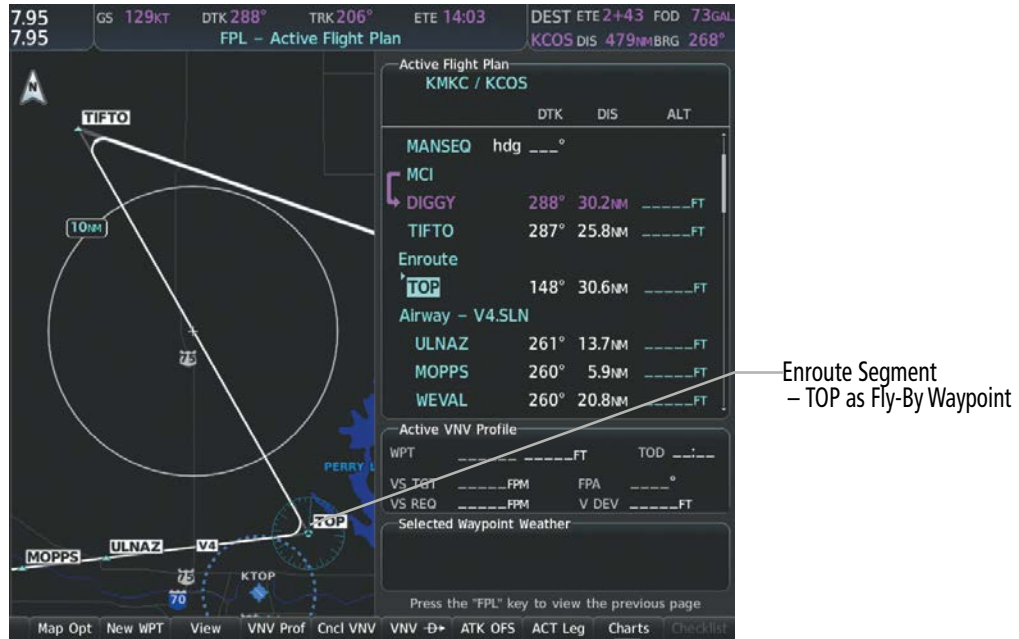 7.95 GS 129KT DTK 288° TRK 206° ETE 14:03 DEST ETE 2+43 FOD 73GAL
7.95 FPL – Active Flight Plan KCOS DIS 479NM BRG 268°
N
TIFTO
10NM
75
PERRY L
TOP
V4
ULNAZ
MOPPS
75
70
KTOP
Active Flight Plan
KMKC / KCOS
DTK DIS ALT
MANSEQ hdg ___°
MCI
DIGGY 288° 30.2NM _____FT
TIFTO 287° 25.8NM _____FT
Enroute
TOP 148° 30.6NM _____FT
Airway – V4.SLN
ULNAZ 261° 13.7NM _____FT
MOPPS 260° 5.9NM _____FT
WEVAL 260° 20.8NM _____FT
Active VNV Profile
WPT ______ _____FT TOD __:__
VS TGT _____FPM FPA ____°
VS REQ _____FPM V DEV _____FT
Selected Waypoint Weather
Press the "FPL" key to view the previous page
Map Opt New WPT View VNV Prof Cncl VNV VNV -D→ ATK OFS ACT Leg Charts Checklist
Enroute Segment
– TOP as Fly-By Waypoint